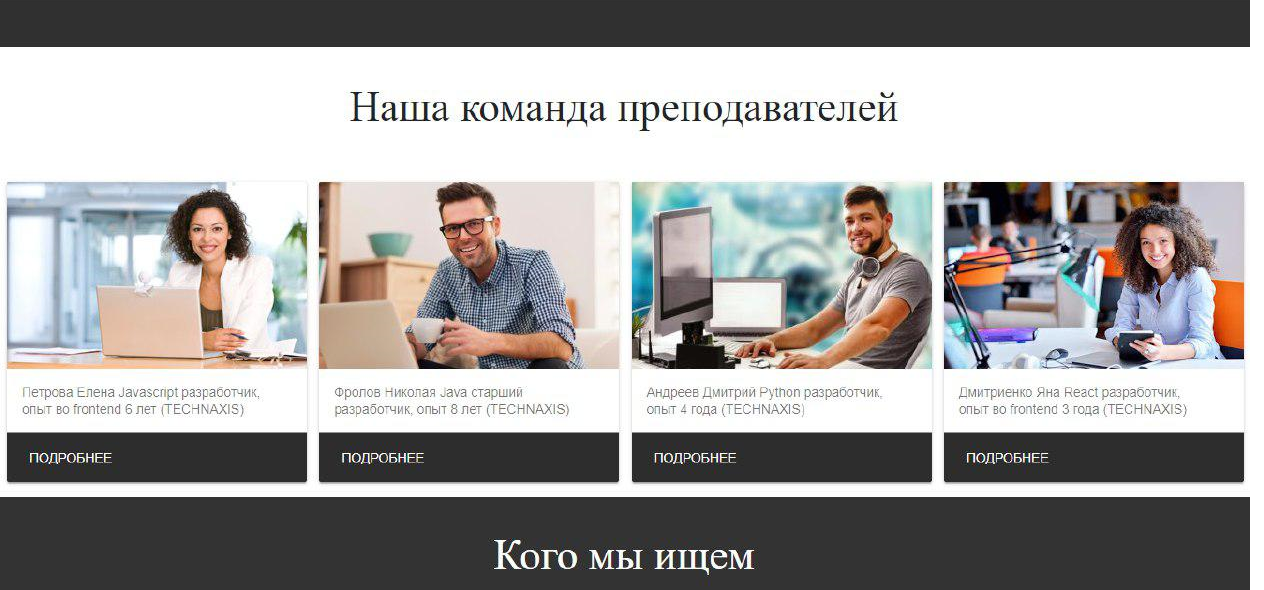 Наша команда преподавателей
Петрова Елена Javascript разработчик,
опыт во frontend 6 лет (TECHNAXIS)
ПОДРОБНЕЕ
Фролов Николая Java старший
разработчик, опыт 8 лет (TECHNAXIS)
ПОДРОБНЕЕ
Андреев Дмитрий Python разработчик,
опыт 4 года (TECHNAXIS)
ПОДРОБНЕЕ
Дмитриенко Яна React разработчик,
опыт во frontend 3 года (TECHNAXIS)
ПОДРОБНЕЕ
Кого мы ищем